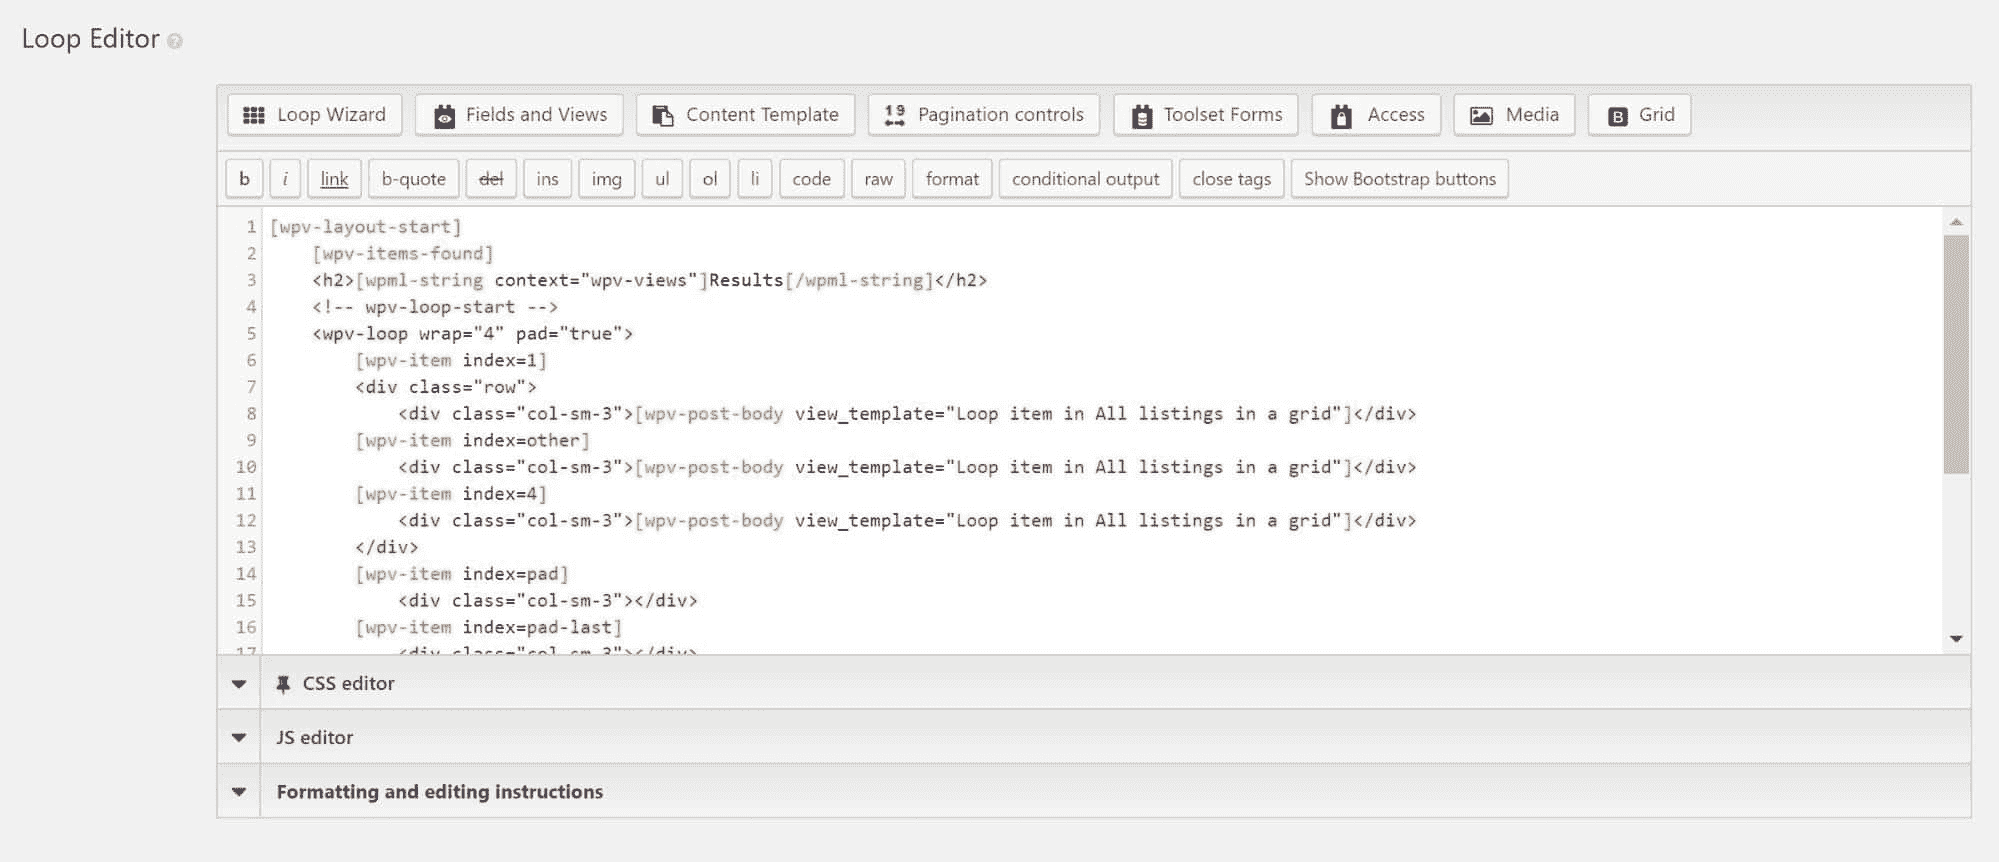 Loop Editor ?
Loop Wizard Fields and Views Content Template 1 9 Pagination controls Toolset Forms Access Media B Grid
b i link b-quote del ins img ul ol li code raw format conditional output close tags Show Bootstrap buttons
1 [wpv-layout-start]
2 [wpv-items-found]
3 <h2>[wpml-string context="wpv-views"]Results[/wpml-string]</h2>
4 <!-- wpv-loop-start -->
5 <wpv-loop wrap="4" pad="true">
6 [wpv-item index=1]
7 <div class="row">
8 <div class="col-sm-3">[wpv-post-body view_template="Loop item in All listings in a grid"]</div>
9 [wpv-item index=other]
10 <div class="col-sm-3">[wpv-post-body view_template="Loop item in All listings in a grid"]</div>
11 [wpv-item index=4]
12 <div class="col-sm-3">[wpv-post-body view_template="Loop item in All listings in a grid"]</div>
13 </div>
14 [wpv-item index=pad]
15 <div class="col-sm-3"></div>
16 [wpv-item index=pad-last]
17 <div class="col-sm-3"></div>
CSS editor
JS editor
Formatting and editing instructions